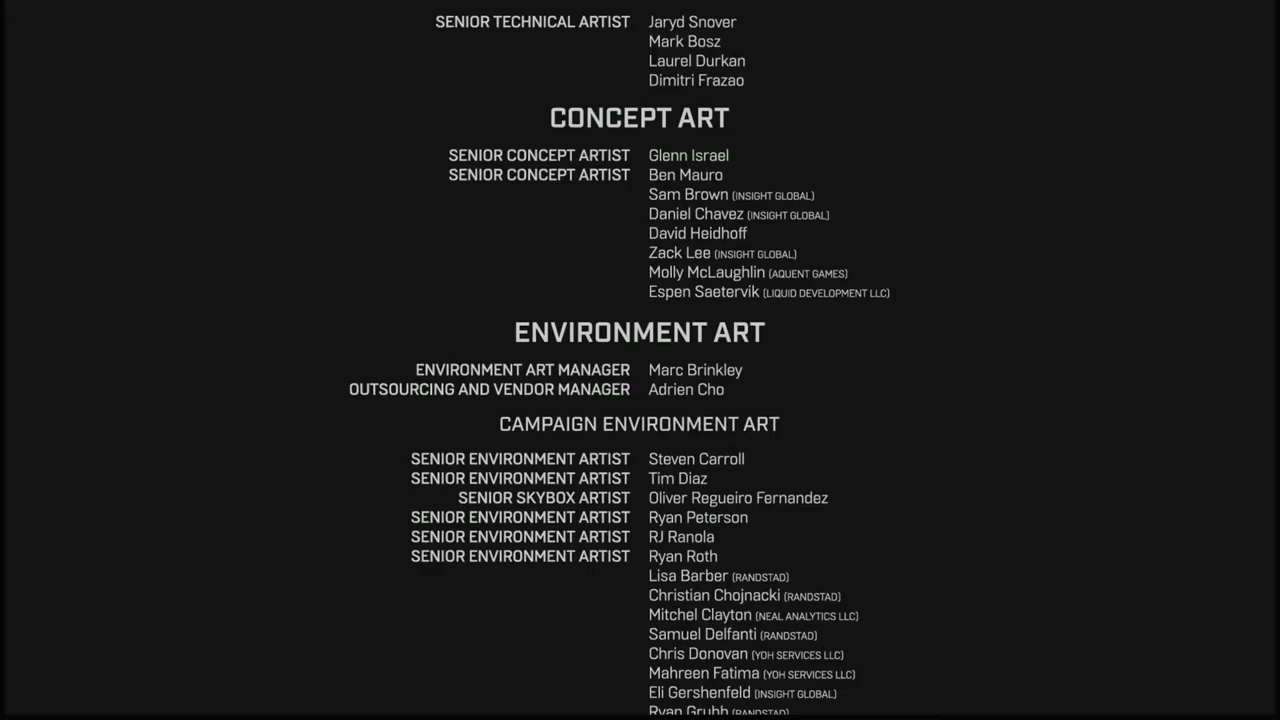 SENIOR TECHNICAL ARTIST Jaryd Snover
Mark Bosz
Laurel Durkan
Dimitri Frazao
CONCEPT ART
SENIOR CONCEPT ARTIST Glenn Israel
SENIOR CONCEPT ARTIST Ben Mauro
Sam Brown (INSIGHT GLOBAL)
Daniel Chavez (INSIGHT GLOBAL)
David Heidhoff
Zack Lee (INSIGHT GLOBAL)
Molly McLaughlin (AQUENT GAMES)
Espen Saetervik (LIQUID DEVELOPMENT LLC)
ENVIRONMENT ART
ENVIRONMENT ART MANAGER Marc Brinkley
OUTSOURCING AND VENDOR MANAGER Adrien Cho
CAMPAIGN ENVIRONMENT ART
SENIOR ENVIRONMENT ARTIST Steven Carroll
SENIOR ENVIRONMENT ARTIST Tim Diaz
SENIOR SKYBOX ARTIST Oliver Regueiro Fernandez
SENIOR ENVIRONMENT ARTIST Ryan Peterson
SENIOR ENVIRONMENT ARTIST RJ Ranola
SENIOR ENVIRONMENT ARTIST Ryan Roth
Lisa Barber (RANDSTAD)
Christian Chojnacki (RANDSTAD)
Mitchel Clayton (NEAL ANALYTICS LLC)
Samuel Delfanti (RANDSTAD)
Chris Donovan (YOH SERVICES LLC)
Mahreen Fatima (YOH SERVICES LLC)
Eli Gershenfeld (INSIGHT GLOBAL)
Ryan Grubb (RANDSTAD)